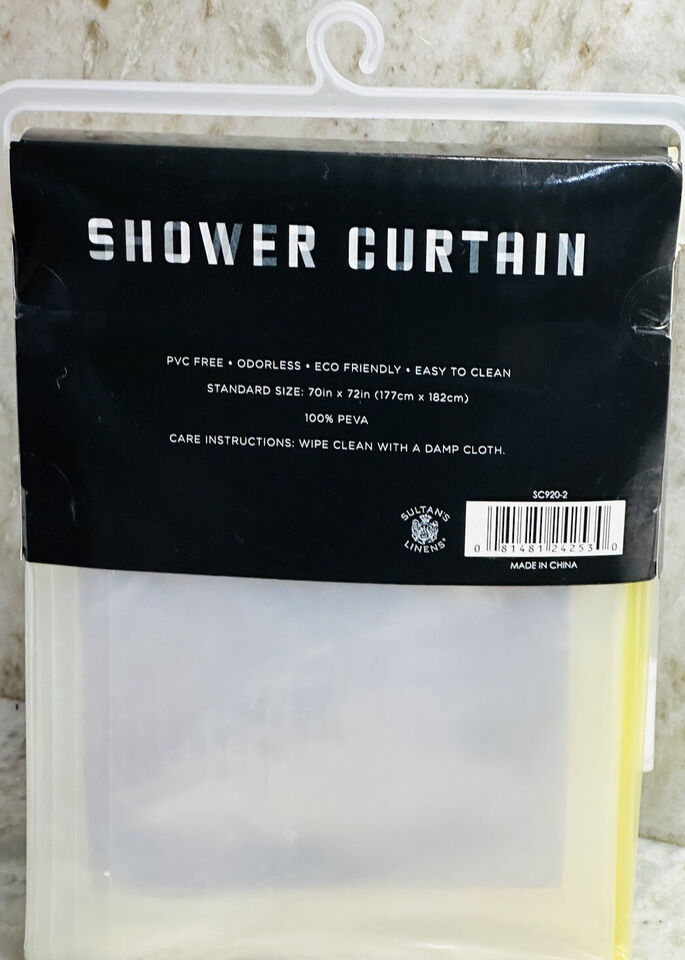 SHOWER CURTAIN
PVC FREE • ODORLESS • ECO FRIENDLY • EASY TO CLEAN
STANDARD SIZE: 70in x 72in (177cm x 182cm)
100% PEVA
CARE INSTRUCTIONS: WIPE CLEAN WITH A DAMP CLOTH.
SC920-2
SULTAN'S
LINENS®
0 81481 24253 0
MADE IN CHINA